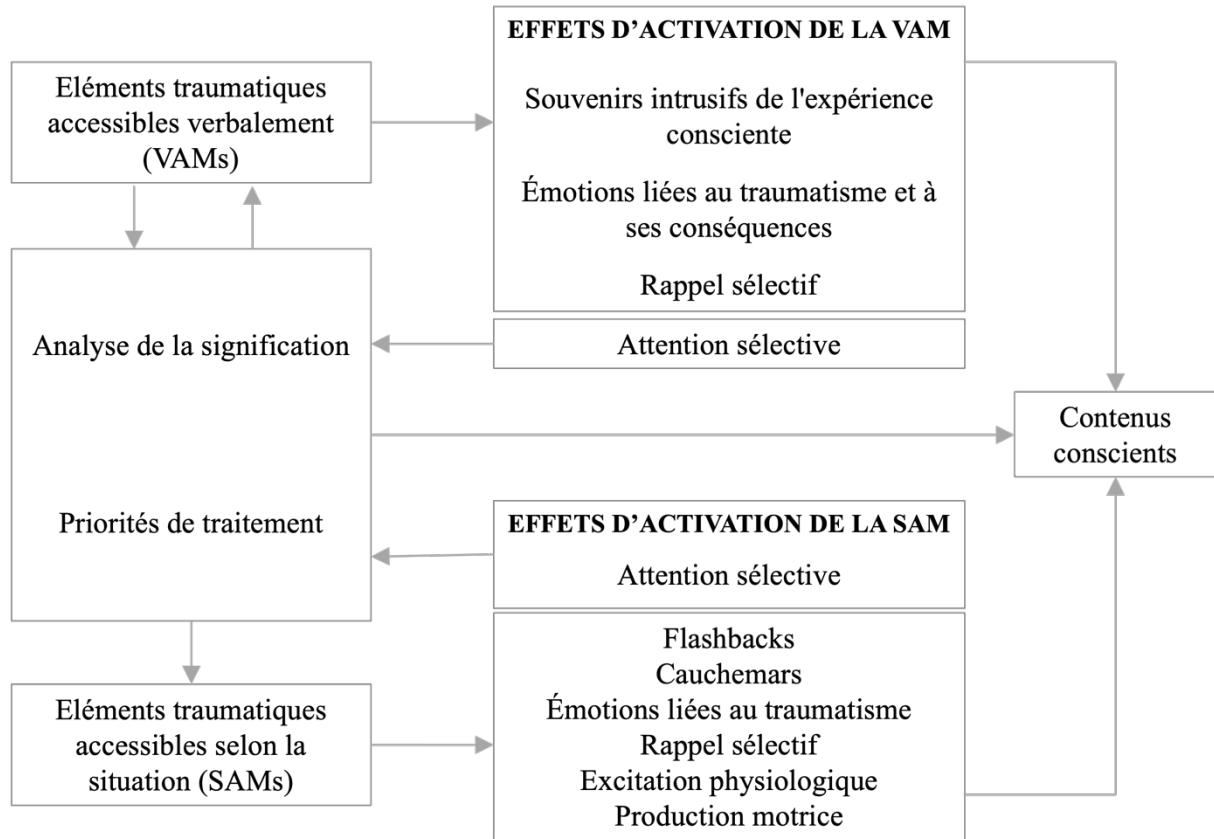 EFFETS D'ACTIVATION DE LA VAM
Eléments traumatiques
accessibles verbalement
(VAMs)
Souvenirs intrusifs de l'expérience
consciente
Émotions liées au traumatisme et à
ses conséquences
Rappel sélectif
Analyse de la signification
Attention sélective
Contenus
conscients
Priorités de traitement
EFFETS D'ACTIVATION DE LA SAM
Attention sélective
Eléments traumatiques
accessibles selon la
situation (SAMs)
Flashbacks
Cauchemars
Émotions liées au traumatisme
Rappel sélectif
Excitation physiologique
Production motrice